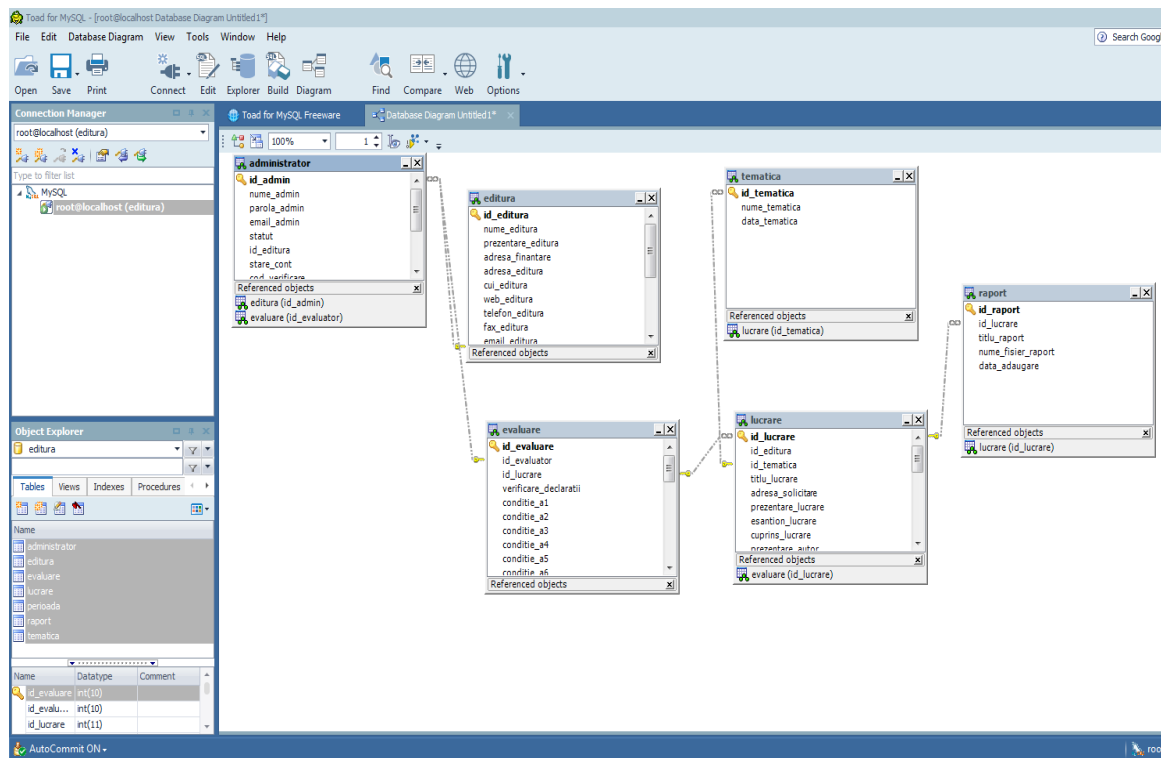 Toad for MySQL - [root@localhost Database Diagram Untitled1*]
File Edit Database Diagram View Tools Window Help
Search Goog
Open Save Print Connect Edit Explorer Build Diagram Find Compare Web Options
Connection Manager
root@localhost (editura)
Type to filter list
MySQL
root@localhost (editura)
Toad for MySQL Freeware
Database Diagram Untitled1*
100%
1
administrator
id_admin
nume_admin
parola_admin
email_admin
statut
id_editura
stare_cont
cod_verificare
Referenced objects
editura (id_admin)
evaluare (id_evaluator)
editura
id_editura
nume_editura
prezentare_editura
adresa_finantare
adresa_editura
cui_editura
web_editura
telefon_editura
fax_editura
email_editura
Referenced objects
tematica
id_tematica
nume_tematica
data_tematica
Referenced objects
lucrare (id_tematica)
raport
id_raport
id_lucrare
titlu_raport
nume_fisier_raport
data_adaugare
Referenced objects
lucrare (id_lucrare)
evaluare
id_evaluare
id_evaluator
id_lucrare
verificare_declaratii
conditie_a1
conditie_a2
conditie_a3
conditie_a4
conditie_a5
conditie_a6
Referenced objects
lucrare
id_lucrare
id_editura
id_tematica
titlu_lucrare
adresa_solicitare
prezentare_lucrare
esantion_lucrare
cuprins_lucrare
prezentare_autor
Referenced objects
evaluare (id_lucrare)
Object Explorer
editura
Tables Views Indexes Procedures
Name
administrator
editura
evaluare
lucrare
perioada
raport
tematica
Name Datatype Comment
id_evaluare int(10)
id_evalu... int(10)
id_lucrare int(11)
AutoCommit ON
roo